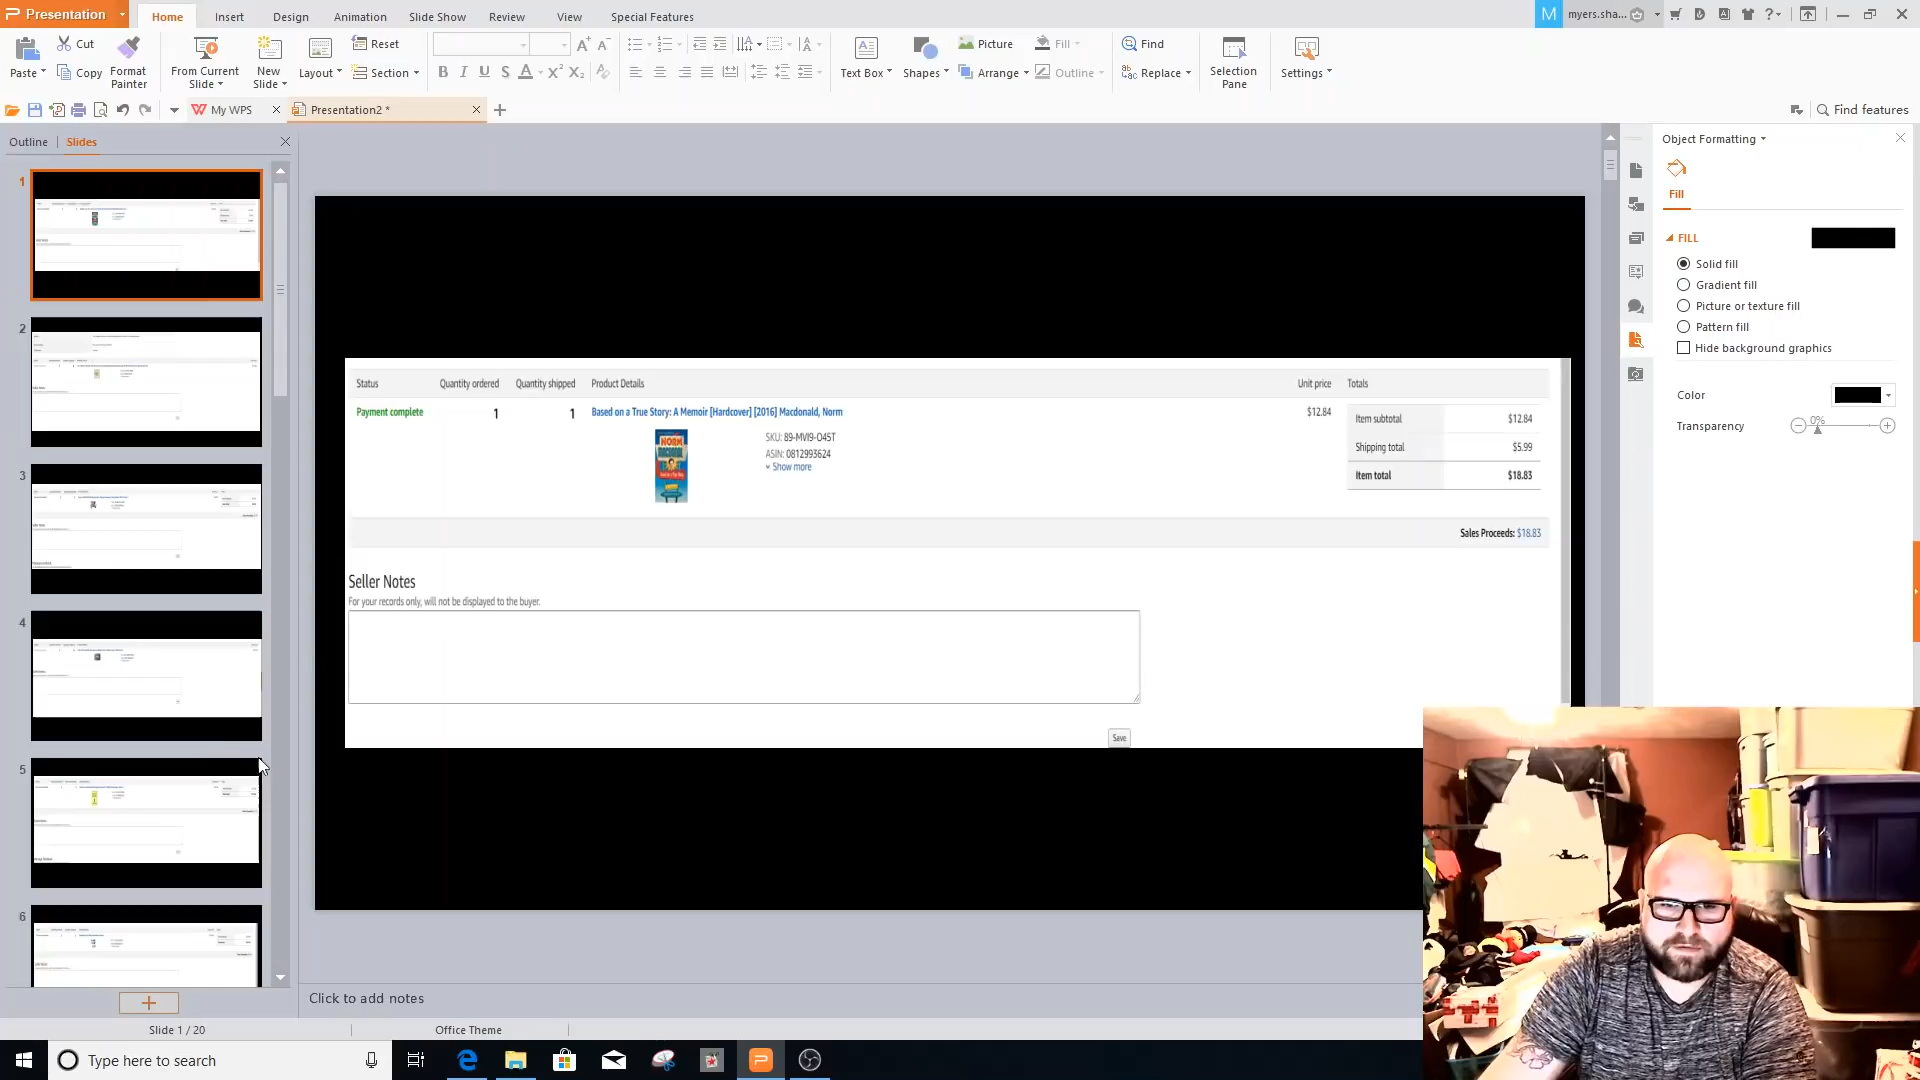 Presentation
Home
Insert
Design
Animation
Slide Show
Review
View
Special Features
M
myers.sha...
Paste
Cut
Copy
Format
Painter
From Current
Slide
New
Slide
Layout
Reset
Section
Text Box
Shapes
Picture
Arrange
Fill
Outline
Find
Replace
Selection
Pane
Settings
My WPS
Presentation2 *
Find features
Outline
Slides
Object Formatting
Fill
FILL
Solid fill
Gradient fill
Picture or texture fill
Pattern fill
Hide background graphics
Color
Transparency
0%
1
2
3
4
5
6
Status
Quantity ordered
Quantity shipped
Product Details
Unit price
Totals
Payment complete
1
1
Based on a True Story: A Memoir [Hardcover] [2016] Macdonald, Norm
SKU: 89-MVI9-O45T
ASIN: 0812993624
Show more
$12.84
Item subtotal
$12.84
Shipping total
$5.99
Item total
$18.83
Sales Proceeds: $18.83
Seller Notes
For your records only, will not be displayed to the buyer.
Save
Click to add notes
Slide 1 / 20
Office Theme
Type here to search